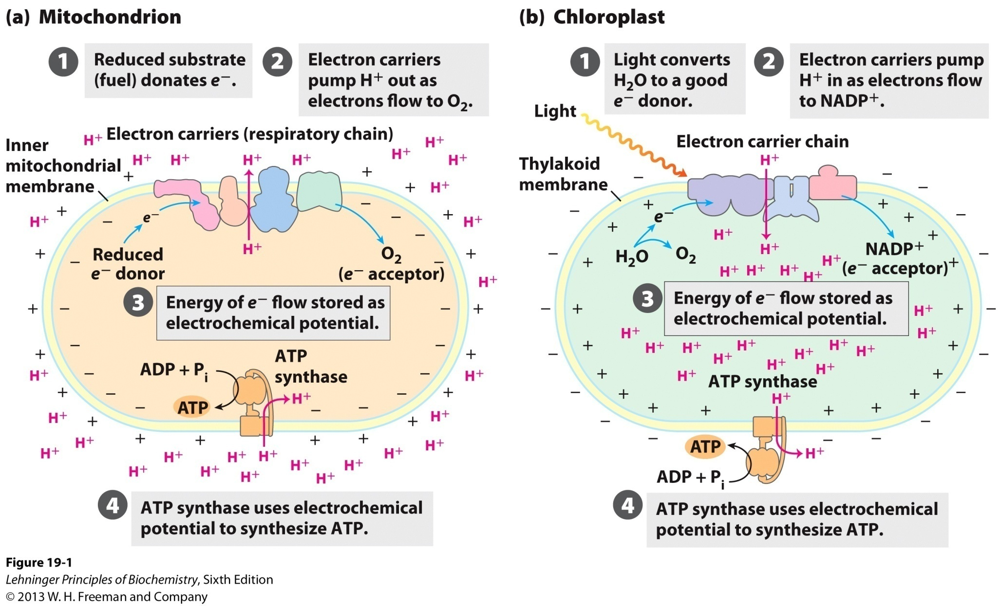 (a) Mitochondrion
1
Reduced substrate
(fuel) donates e−.
2
Electron carriers
pump H+ out as
electrons flow to O2.
Electron carriers (respiratory chain)
Inner
mitochondrial
membrane
H+
H+ H+ H+ H+ H+ H+ H+
H+
H+ H+
e−
H+
Reduced
e− donor
O2
(e− acceptor)
H+
3
Energy of e− flow stored as
electrochemical potential.
ADP + Pi
ATP
synthase
ATP
H+
H+ H+
H+ H+
H+ H+ H+ H+
H+ H+ H+ H+ H+
H+ H+ H+ H+
4
ATP synthase uses electrochemical
potential to synthesize ATP.
(b) Chloroplast
1
Light converts
H2O to a good
e− donor.
2
Electron carriers pump
H+ in as electrons flow
to NADP+.
Light
Electron carrier chain
Thylakoid
membrane
H+
e−
H+
H+
H2O
O2
NADP+
(e− acceptor)
H+ H+ H+ H+ H+
3
Energy of e− flow stored as
electrochemical potential.
H+
H+ H+
H+ H+ H+ H+ H+ H+ H+
H+ H+ H+
ATP synthase
H+
ATP
H+
ADP + Pi
4
ATP synthase uses electrochemical
potential to synthesize ATP.
Figure 19-1
Lehninger Principles of Biochemistry, Sixth Edition
© 2013 W. H. Freeman and Company